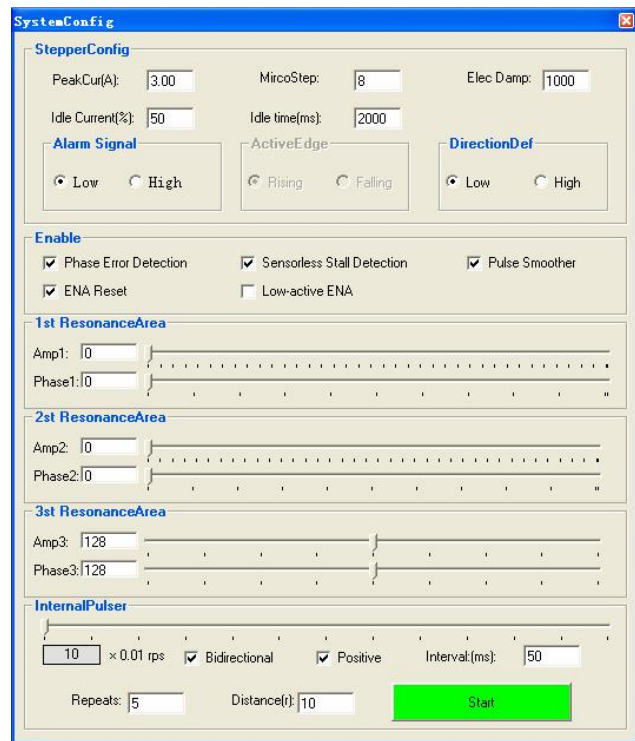 SystemConfig
StepperConfig
PeakCur(A): 3.00 MircoStep: 8 Elec Damp: 1000
Idle Current(%): 50 Idle time(ms): 2000
Alarm Signal ActiveEdge DirectionDef
Low High Rising Falling Low High
Enable
Phase Error Detection Sensorless Stall Detection Pulse Smoother
ENA Reset Low-active ENA
1st ResonanceArea
Amp1: 0
Phase1: 0
2st ResonanceArea
Amp2: 0
Phase2: 0
3st ResonanceArea
Amp3: 128
Phase3: 128
InternalPulser
10 × 0.01 rps Bidirectional Positive Interval:(ms): 50
Repeats: 5 Distance(r): 10 Start